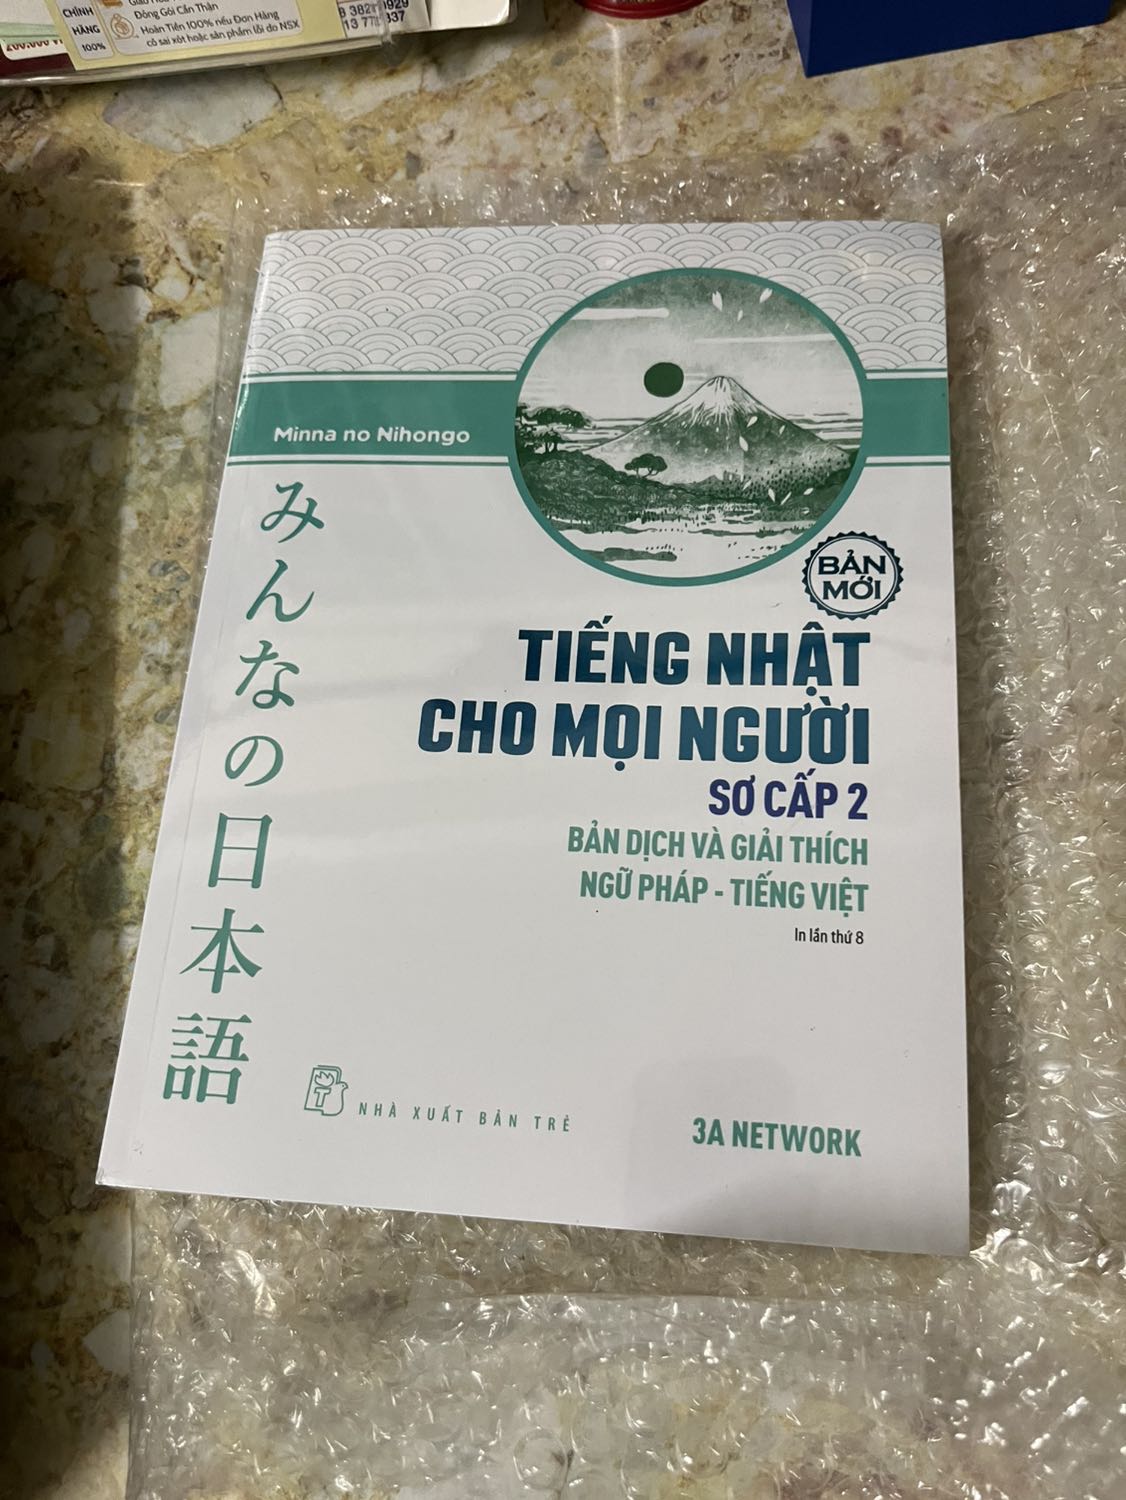 CHÍNH
HÀNG
100%
Đóng Gói Cẩn Thận
Hoàn Tiền 100% nếu Đơn Hàng
có sai xót hoặc sản phẩm lỗi do NSX
Minna no Nihongo
みんなの日本語
BẢN
MỚI
TIẾNG NHẬT
CHO MỌI NGƯỜI
SƠ CẤP 2
BẢN DỊCH VÀ GIẢI THÍCH
NGỮ PHÁP - TIẾNG VIỆT
In lần thứ 8
T
NHÀ XUẤT BẢN TRẺ
3A NETWORK